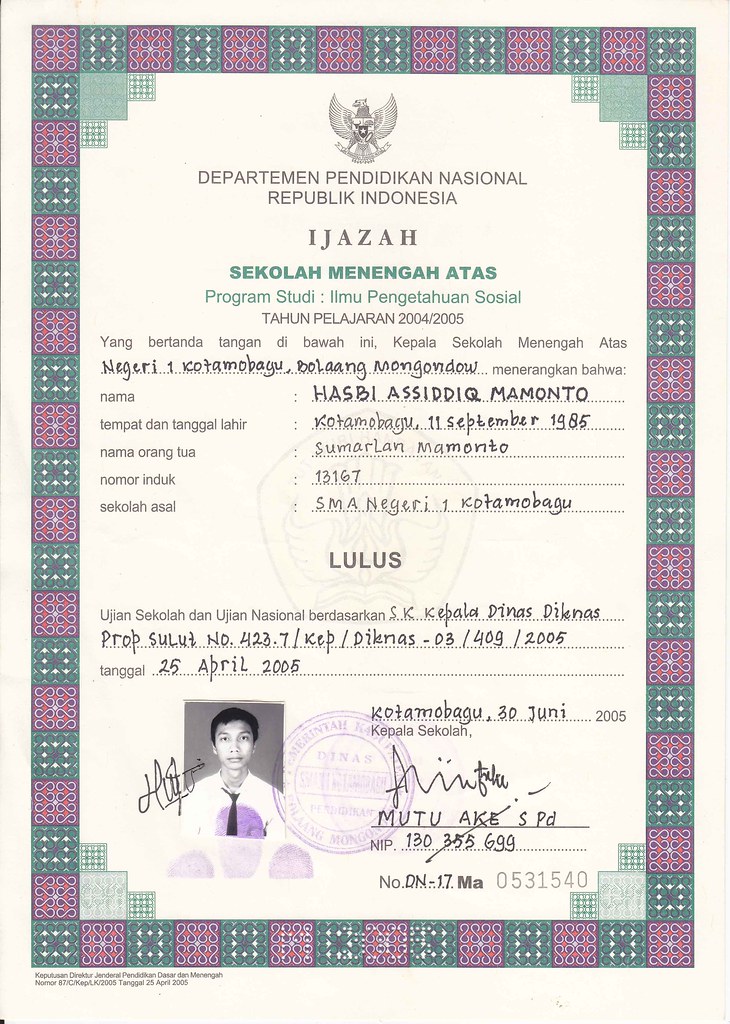 DEPARTEMEN PENDIDIKAN NASIONAL
REPUBLIK INDONESIA
IJAZAH
SEKOLAH MENENGAH ATAS
Program Studi : Ilmu Pengetahuan Sosial
TAHUN PELAJARAN 2004/2005
Yang bertanda tangan di bawah ini, Kepala Sekolah Menengah Atas
Negeri 1 Kotamobagu, Bolaang Mongondow menerangkan bahwa:
nama : HASBI ASSIDDIQ MAMONTO
tempat dan tanggal lahir : Kotamobagu, 11 September 1985
nama orang tua : Sumarlan Mamonto
nomor induk : 13167
sekolah asal : SMA Negeri 1 Kotamobagu
LULUS
Ujian Sekolah dan Ujian Nasional berdasarkan S.K Kepala Dinas Diknas
Prop Sulut No. 423.7/Kep/Diknas-03/409/2005
tanggal 25 April 2005
Kotamobagu, 30 Juni 2005
Kepala Sekolah,
DINAS
PENDIDIKAN
MUTU AKE S Pd
NIP. 130 355 699
No. DN-17 Ma 0531540
Keputusan Direktur Jenderal Pendidikan Dasar dan Menengah
Nomor 87/C/Kep/LK/2005 Tanggal 25 April 2005